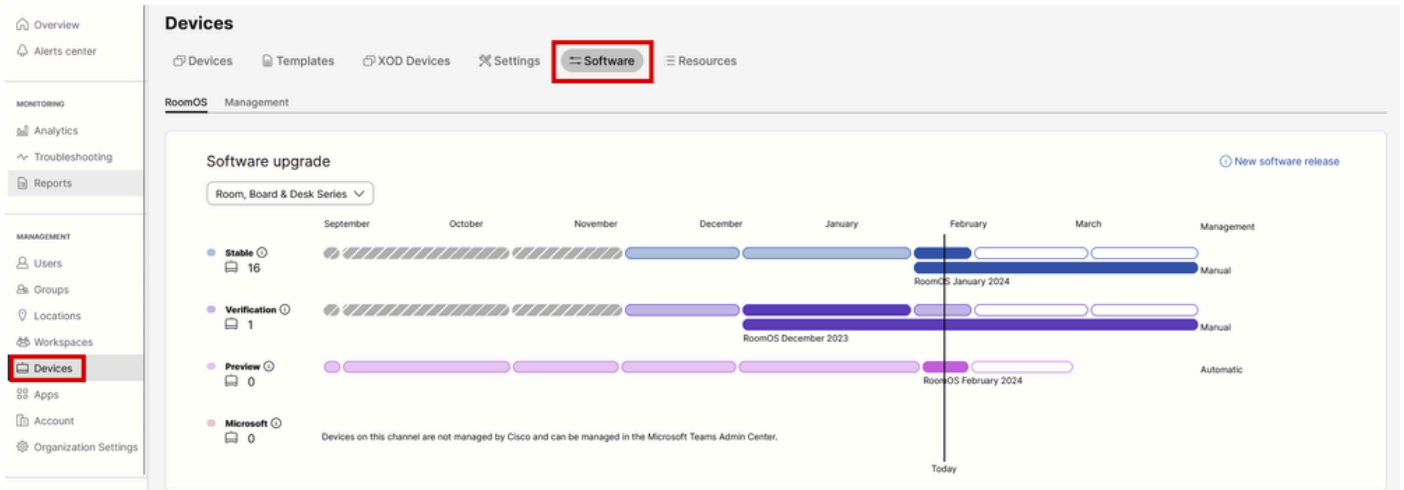 Overview
Alerts center
MONITORING
Analytics
Troubleshooting
Reports
MANAGEMENT
Users
Groups
Locations
Workspaces
Devices
Apps
Account
Organization Settings
Devices
Devices Templates XOD Devices Settings Software Resources
RoomOS Management
Software upgrade
New software release
Room, Board & Desk Series
September October November December January February March Management
Stable
16
Manual
RoomOS January 2024
Verification
1
Manual
RoomOS December 2023
Preview
0
Automatic
RoomOS February 2024
Microsoft
0
Devices on this channel are not managed by Cisco and can be managed in the Microsoft Teams Admin Center.
Today